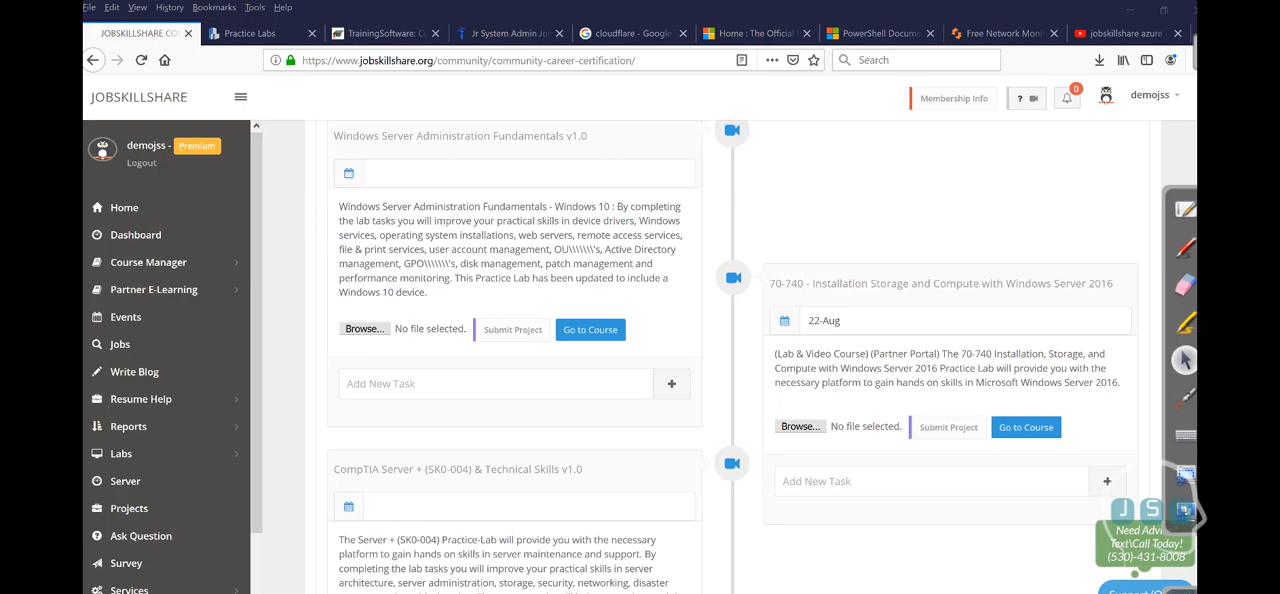 File Edit View History Bookmarks Tools Help
JOBSKILLSHARE CO
Practice Labs
TrainingSoftware: C
Jr System Admin Jo
cloudflare - Google
Home : The Official
PowerShell Docume
Free Network Moni
jobskillshare azure -
https://www.jobskillshare.org/community/community-career-certification/
Search
JOBSKILLSHARE
Membership Info
?
0
demojss
demojss - Premium
Logout
Home
Dashboard
Course Manager
Partner E-Learning
Events
Jobs
Write Blog
Resume Help
Reports
Labs
Server
Projects
Ask Question
Survey
Services
Windows Server Administration Fundamentals v1.0
Windows Server Administration Fundamentals - Windows 10 : By completing
the lab tasks you will improve your practical skills in device drivers, Windows
services, operating system installations, web servers, remote access services,
file & print services, user account management, OU\\\\\\\'s, Active Directory
management, GPO\\\\\\\'s, disk management, patch management and
performance monitoring. This Practice Lab has been updated to include a
Windows 10 device.
Browse... No file selected. Submit Project Go to Course
Add New Task +
70-740 - Installation Storage and Compute with Windows Server 2016
22-Aug
(Lab & Video Course) (Partner Portal) The 70-740 Installation, Storage, and
Compute with Windows Server 2016 Practice Lab will provide you with the
necessary platform to gain hands on skills in Microsoft Windows Server 2016.
Browse... No file selected. Submit Project Go to Course
Add New Task +
CompTIA Server + (SK0-004) & Technical Skills v1.0
The Server + (SK0-004) Practice-Lab will provide you with the necessary
platform to gain hands on skills in server maintenance and support. By
completing the lab tasks you will improve your practical skills in server
architecture, server administration, storage, security, networking, disaster
J S
Need Advi
Text\Call Today!
(530)-431-8008